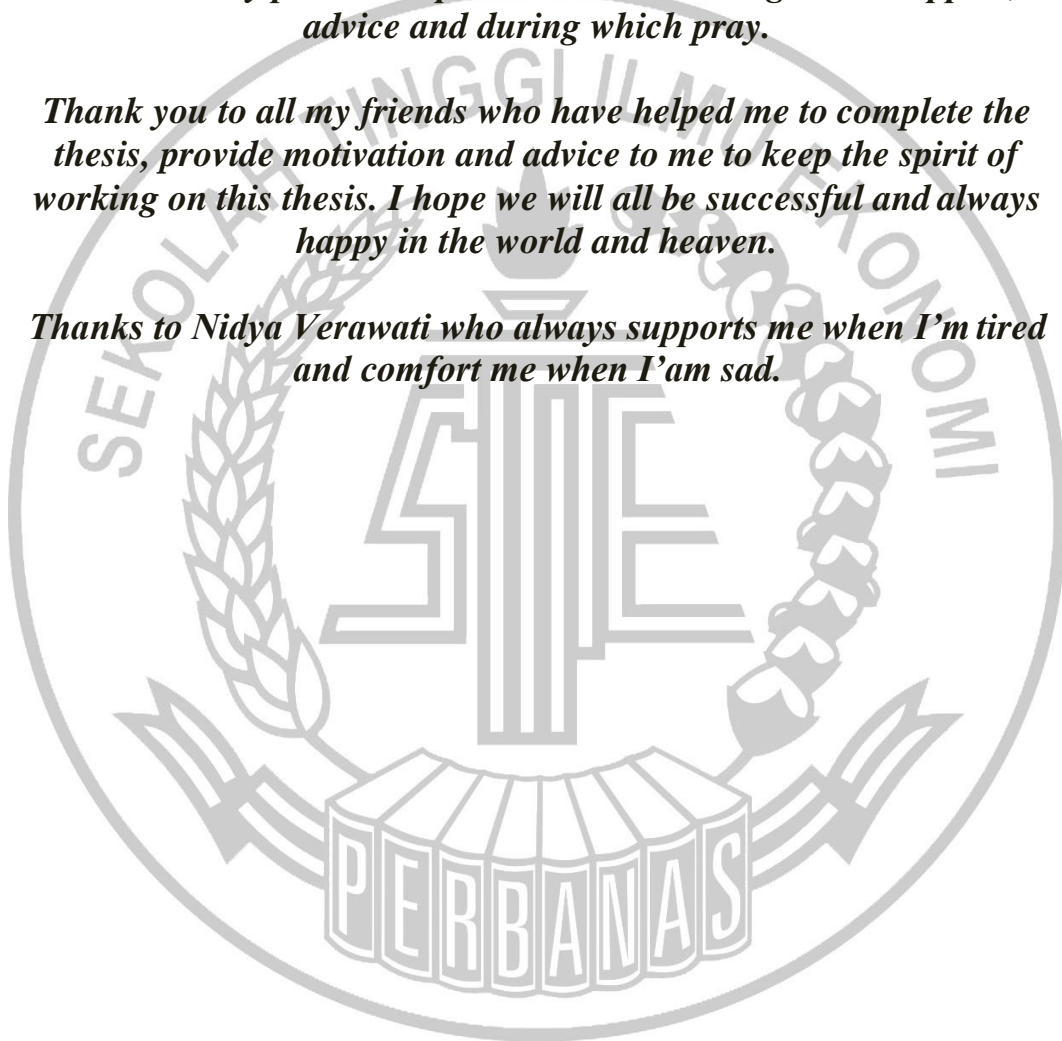 advice and during which pray.
Thank you to all my friends who have helped me to complete the
thesis, provide motivation and advice to me to keep the spirit of
working on this thesis. I hope we will all be successful and always
happy in the world and heaven.
Thanks to Nidya Verawati who always supports me when I’m tired
and comfort me when I’am sad.
SEKOLAH TINGGI ILMU EKONOMI
STIE
PERBANAS